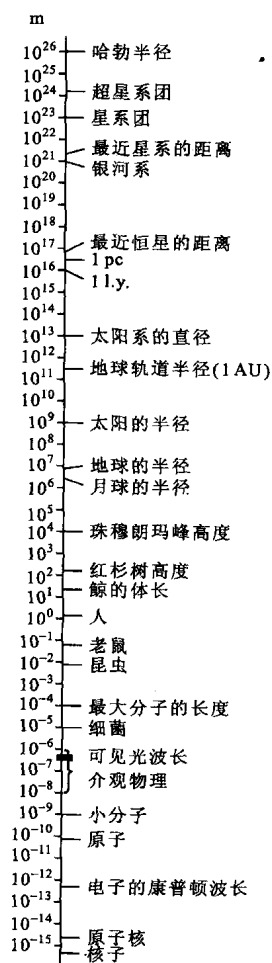 m
10²⁶ 哈勃半径
10²⁵
10²⁴ 超星系团
10²³ 星系团
10²²
最近星系的距离
10²¹ 银河系
10²⁰
10¹⁹
10¹⁸
10¹⁷ 最近恒星的距离
1 pc
10¹⁶
1 l.y.
10¹⁵
10¹⁴
10¹³ 太阳系的直径
10¹²
地球轨道半径(1AU)
10¹¹
10¹⁰
10⁹ 太阳的半径
10⁸
10⁷ 地球的半径
10⁶ 月球的半径
10⁵
10⁴ 珠穆朗玛峰高度
10³
10² 红杉树高度
10¹ 鲸的体长
10⁰ 人
10⁻¹ 老鼠
10⁻² 昆虫
10⁻³
10⁻⁴ 最大分子的长度
10⁻⁵ 细菌
10⁻⁶
可见光波长
10⁻⁷
介观物理
10⁻⁸
10⁻⁹ 小分子
10⁻¹⁰ 原子
10⁻¹¹
10⁻¹²
电子的康普顿波长
10⁻¹³
10⁻¹⁴
10⁻¹⁵ 原子核
核子